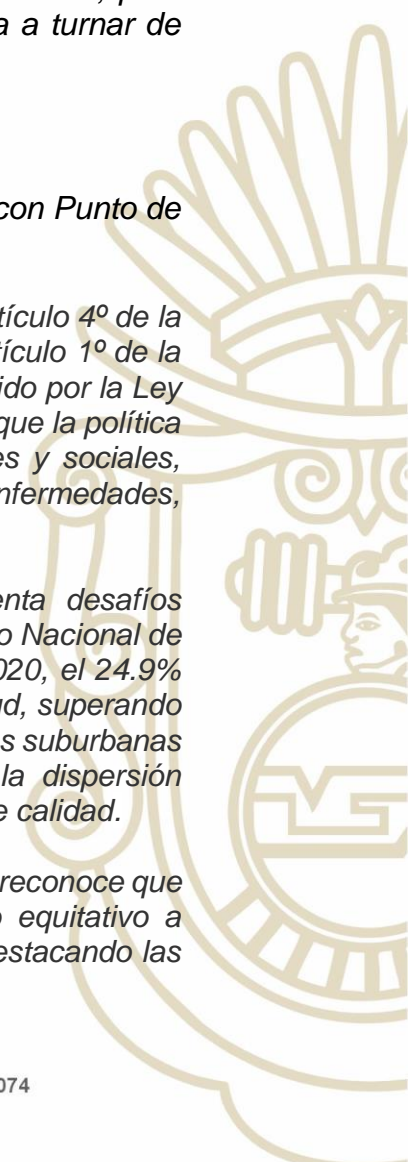 a turnar de
con Punto de
tículo 4º de la
tículo 1º de la
ido por la Ley
que la política
es y sociales,
nfermedades,
enta desafíos
o Nacional de
020, el 24.9%
ud, superando
s suburbanas
la dispersión
e calidad.
reconoce que
o equitativo a
estacando las
074